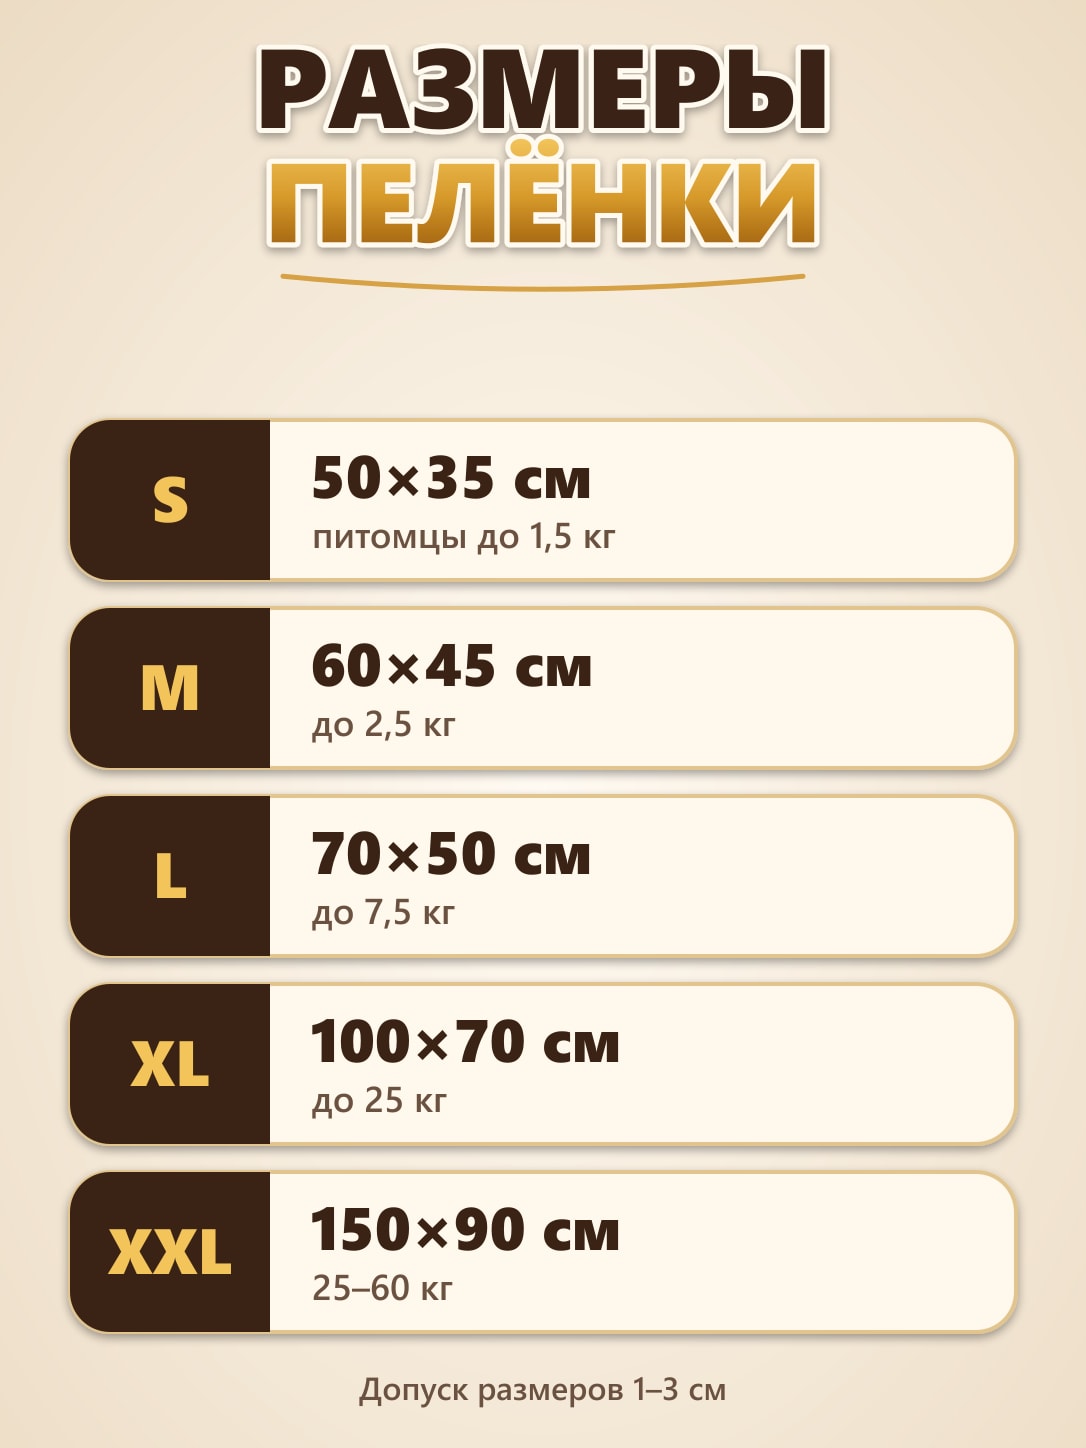 РАЗМЕРЫ
ПЕЛЁНКИ
S
50×35 см
питомцы до 1,5 кг
M
60×45 см
до 2,5 кг
L
70×50 см
до 7,5 кг
XL
100×70 см
до 25 кг
XXL
150×90 см
25–60 кг
Допуск размеров 1–3 см